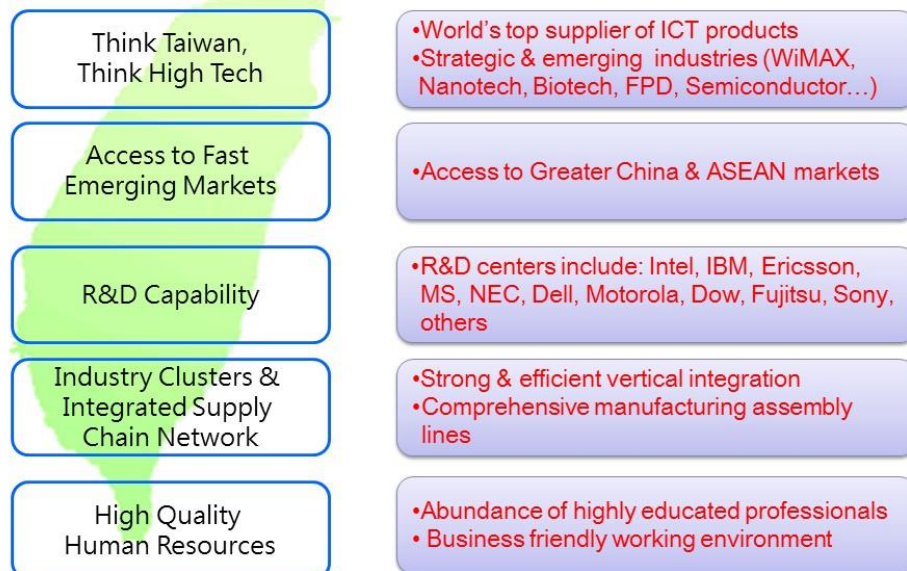 Think Taiwan,
Think High Tech
•World's top supplier of ICT products
•Strategic & emerging industries (WiMAX,
Nanotech, Biotech, FPD, Semiconductor…)
Access to Fast
Emerging Markets
•Access to Greater China & ASEAN markets
R&D Capability
•R&D centers include: Intel, IBM, Ericsson,
MS, NEC, Dell, Motorola, Dow, Fujitsu, Sony,
others
Industry Clusters &
Integrated Supply
Chain Network
•Strong & efficient vertical integration
•Comprehensive manufacturing assembly
lines
High Quality
Human Resources
•Abundance of highly educated professionals
• Business friendly working environment